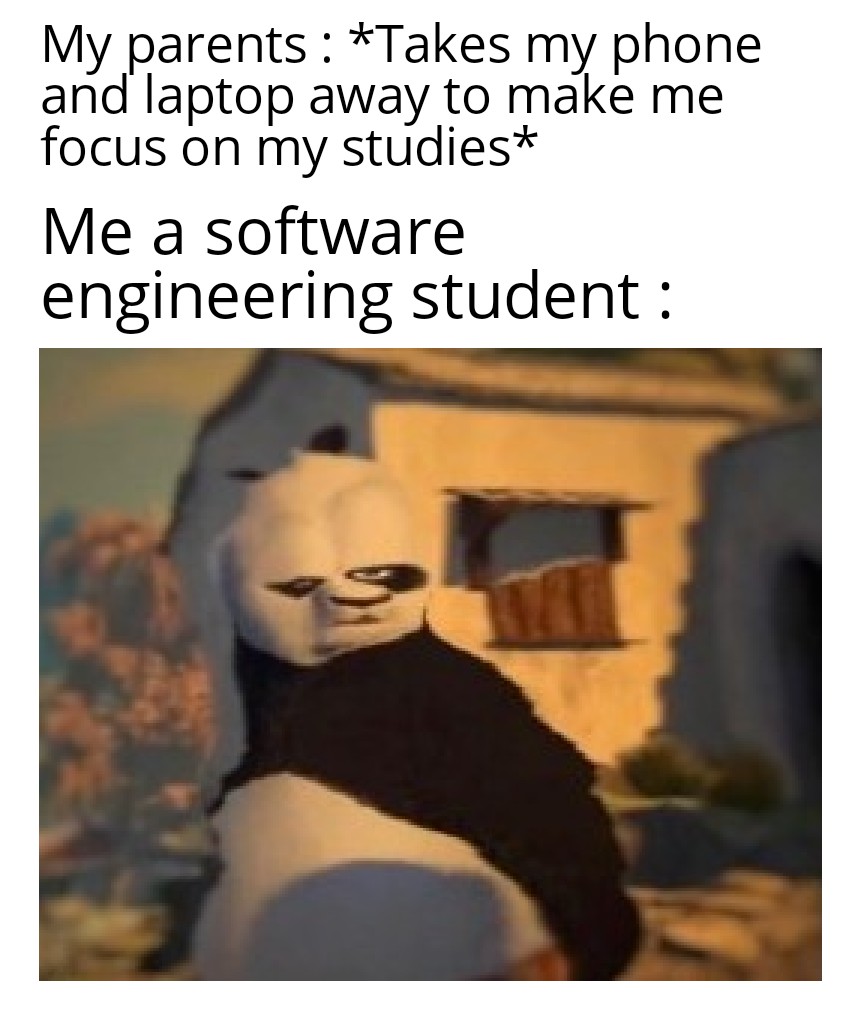 My parents : *Takes my phone
and laptop away to make me
focus on my studies*
Me a software
engineering student :